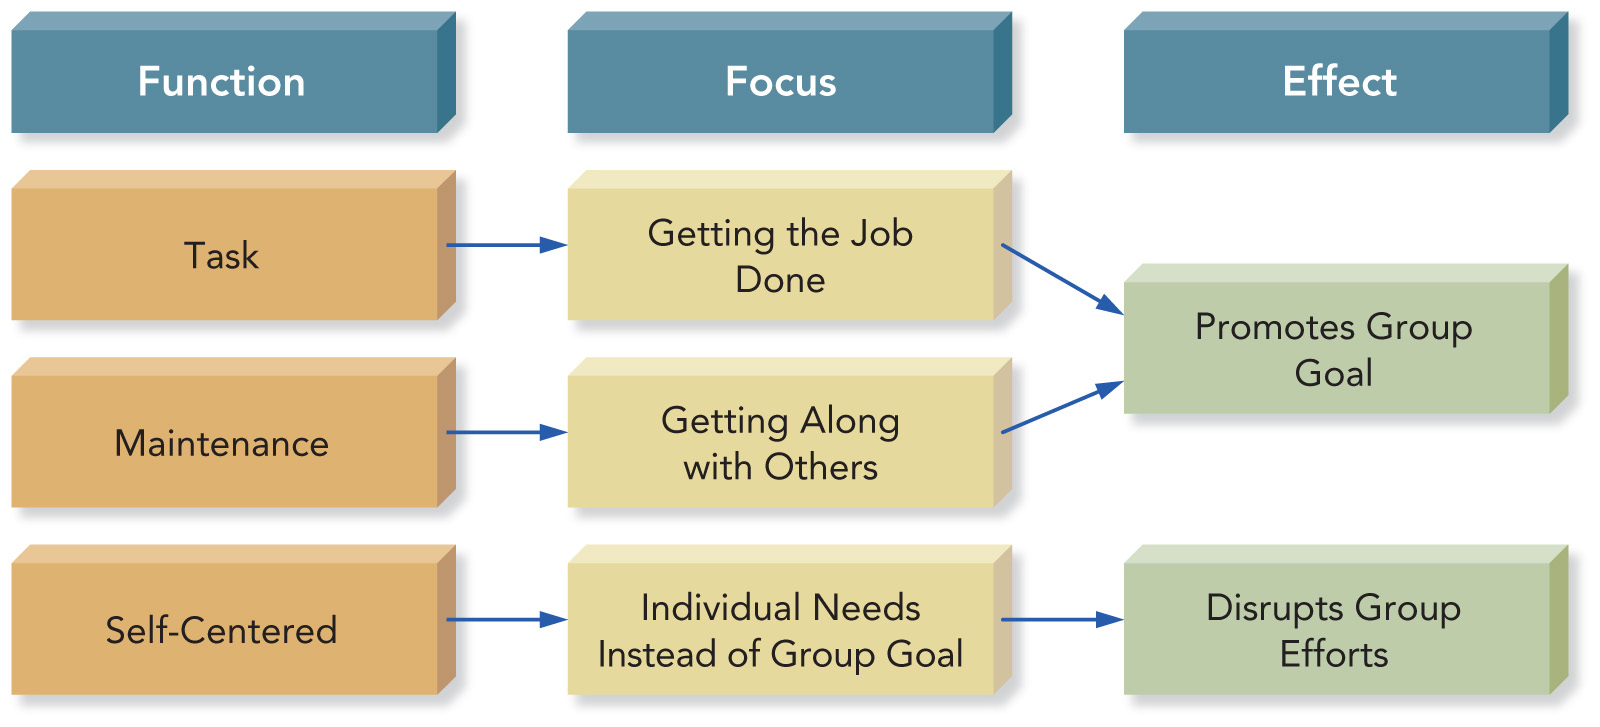 Function
Focus
Effect
Task
Getting the Job
Done
Promotes Group
Goal
Maintenance
Getting Along
with Others
Self-Centered
Individual Needs
Instead of Group Goal
Disrupts Group
Efforts